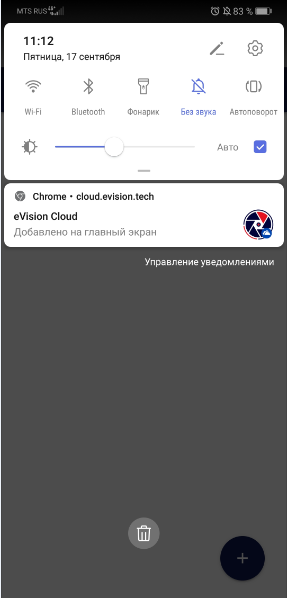 MTS RUS 83 %
11:12
Пятница, 17 сентября
Wi-Fi Bluetooth Фонарик Без звука Автоповорот
Авто
Chrome • cloud.evision.tech
eVision Cloud
Добавлено на главный экран
Управление уведомлениями